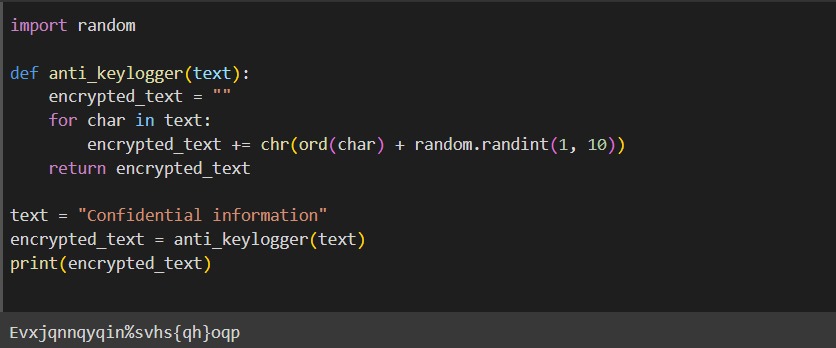 import random
def anti_keylogger(text):
encrypted_text = ""
for char in text:
encrypted_text += chr(ord(char) + random.randint(1, 10))
return encrypted_text
text = "Confidential information"
encrypted_text = anti_keylogger(text)
print(encrypted_text)
Evxjqnnqyqin%svhs{qh}oqp